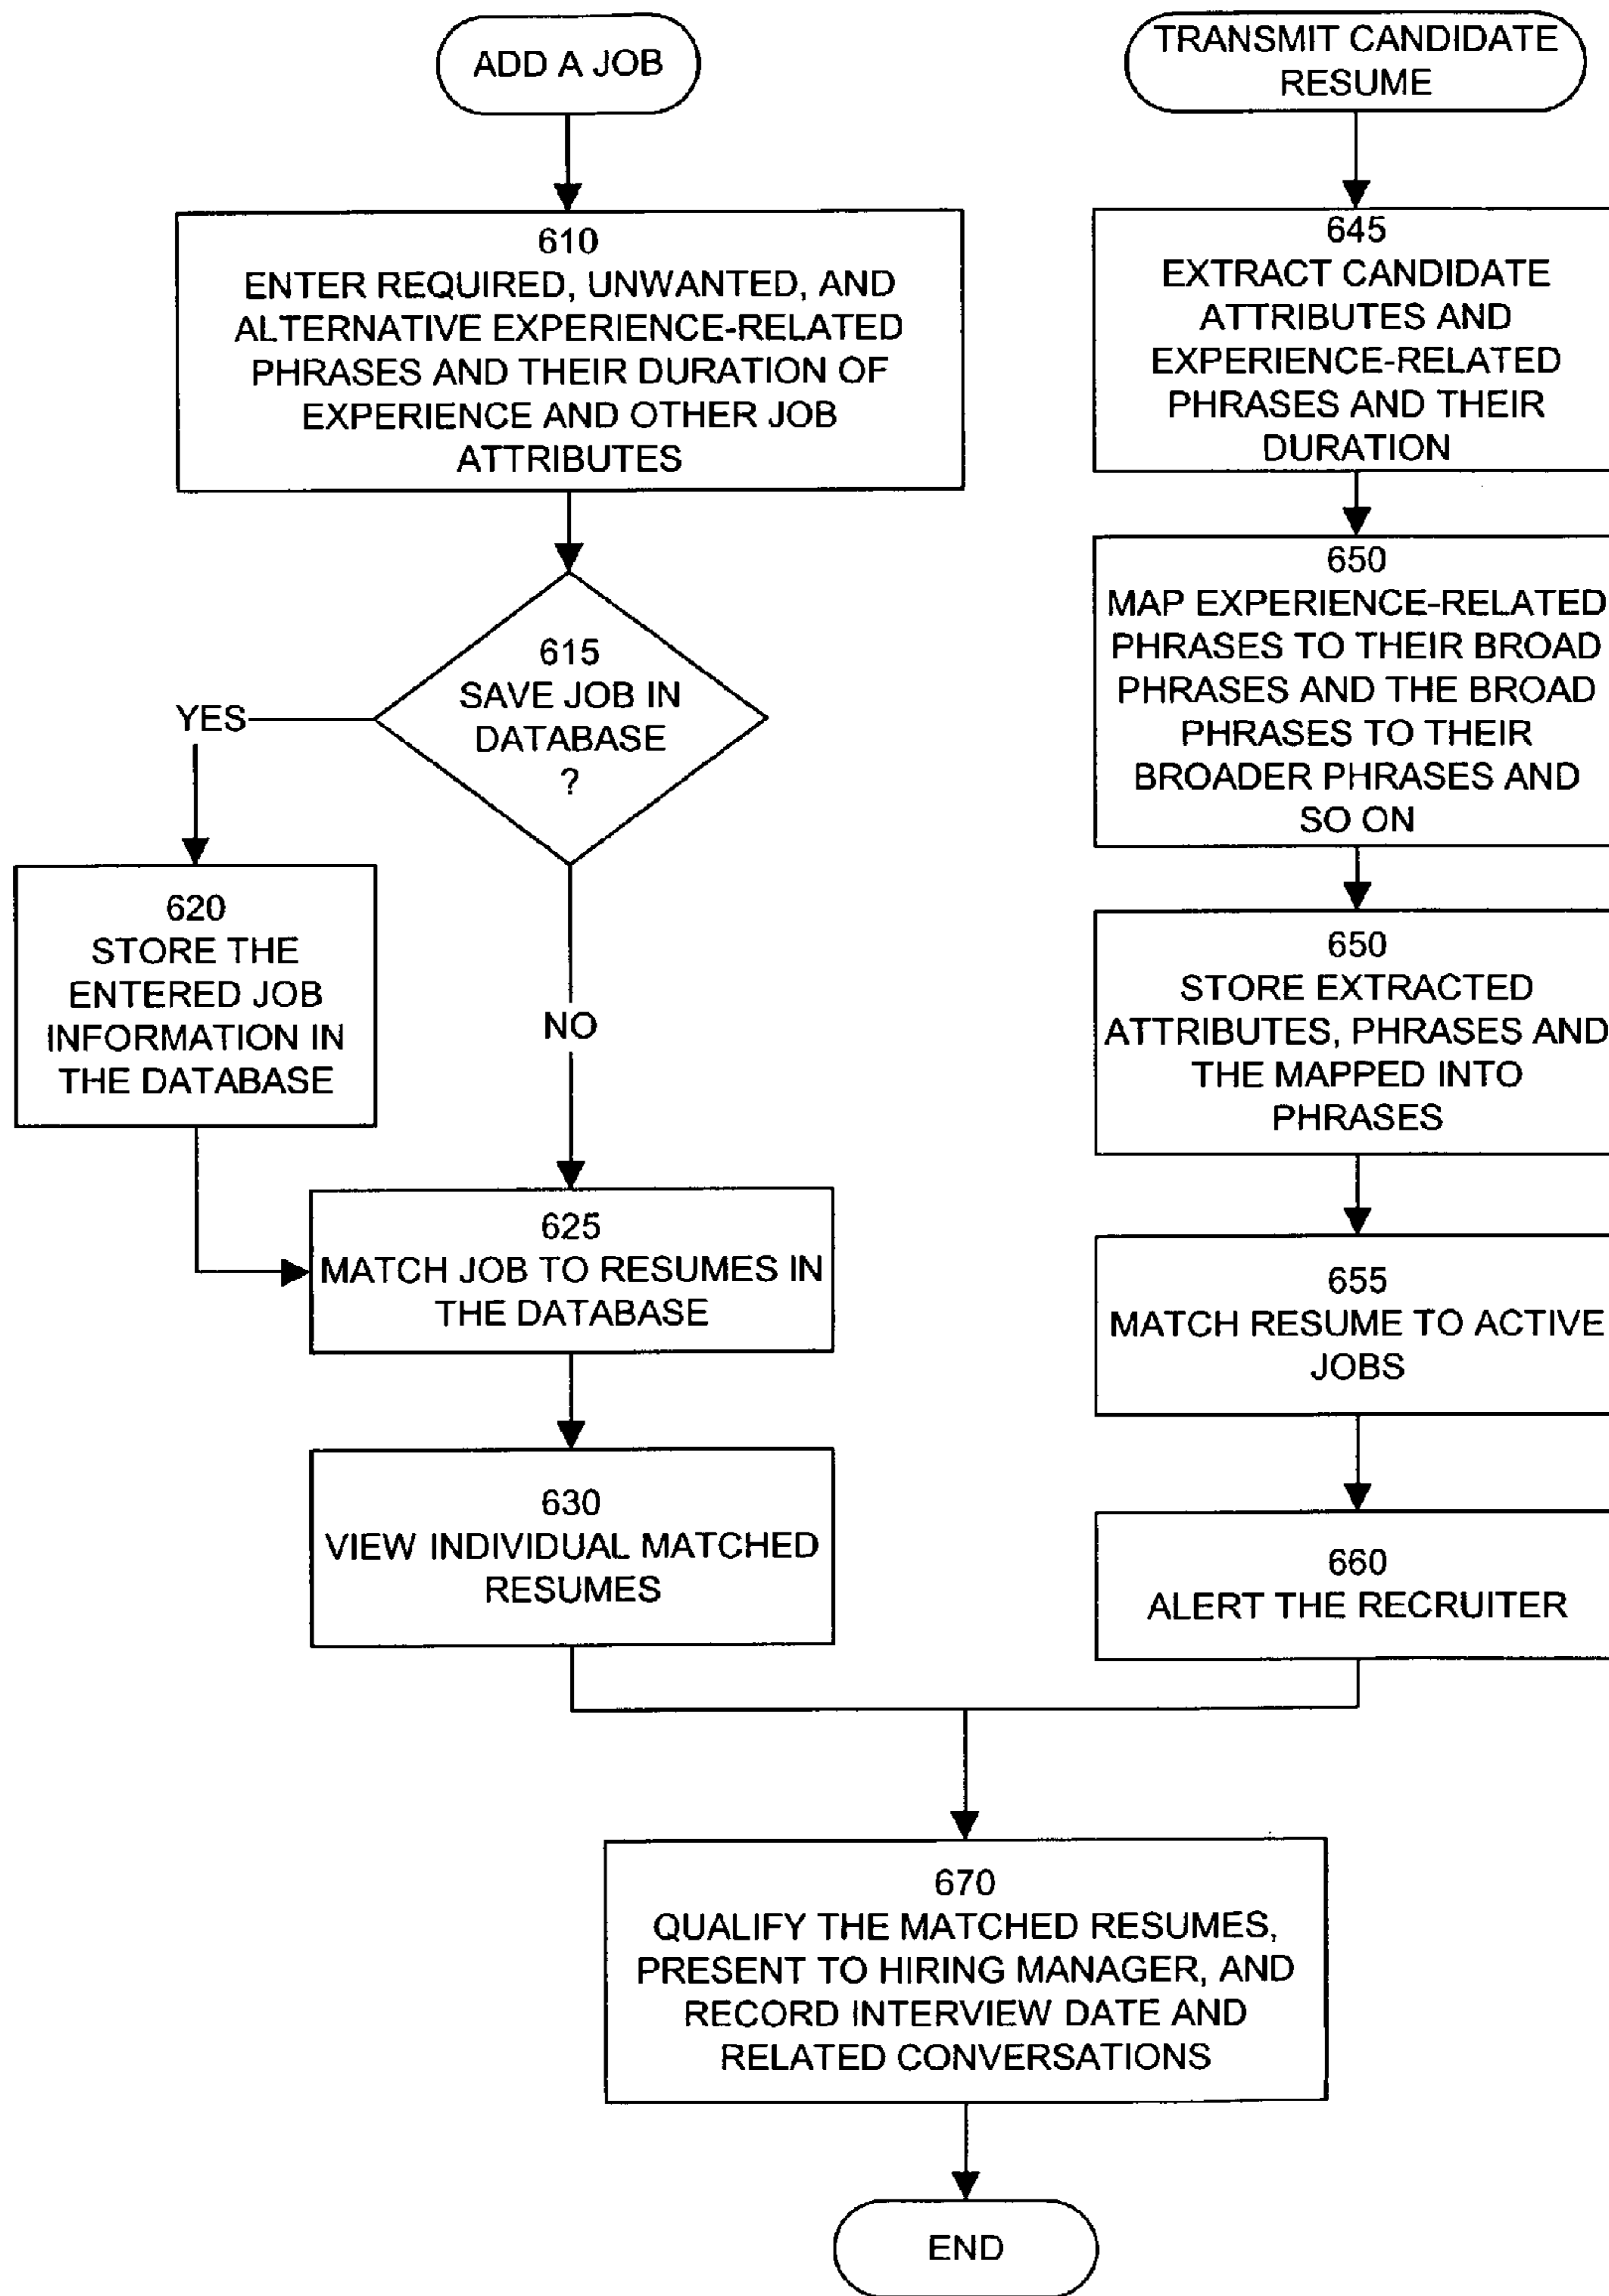 ADD A JOB
610
ENTER REQUIRED, UNWANTED, AND
ALTERNATIVE EXPERIENCE-RELATED
PHRASES AND THEIR DURATION OF
EXPERIENCE AND OTHER JOB
ATTRIBUTES
615
SAVE JOB IN
DATABASE
?
YES
620
STORE THE
ENTERED JOB
INFORMATION IN
THE DATABASE
NO
625
MATCH JOB TO RESUMES IN
THE DATABASE
630
VIEW INDIVIDUAL MATCHED
RESUMES
TRANSMIT CANDIDATE
RESUME
645
EXTRACT CANDIDATE
ATTRIBUTES AND
EXPERIENCE-RELATED
PHRASES AND THEIR
DURATION
650
MAP EXPERIENCE-RELATED
PHRASES TO THEIR BROAD
PHRASES AND THE BROAD
PHRASES TO THEIR
BROADER PHRASES AND
SO ON
650
STORE EXTRACTED
ATTRIBUTES, PHRASES AND
THE MAPPED INTO
PHRASES
655
MATCH RESUME TO ACTIVE
JOBS
660
ALERT THE RECRUITER
670
QUALIFY THE MATCHED RESUMES,
PRESENT TO HIRING MANAGER, AND
RECORD INTERVIEW DATE AND
RELATED CONVERSATIONS
END